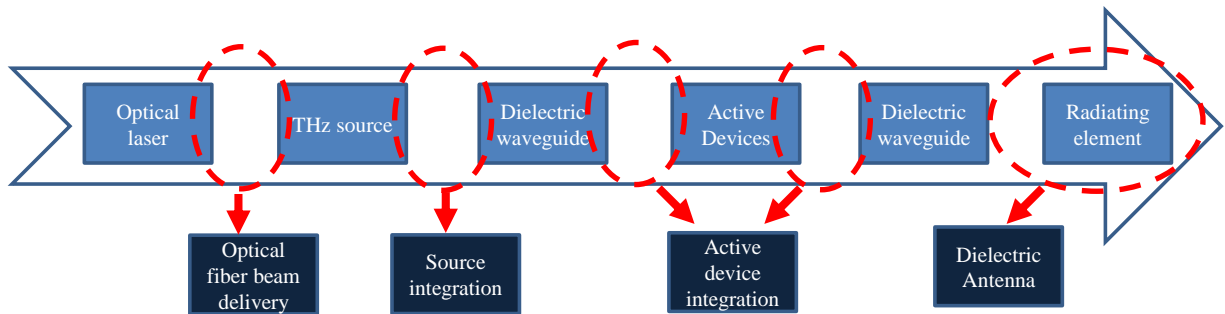 Optical
laser
THz source
Dielectric
waveguide
Active
Devices
Dielectric
waveguide
Radiating
element
Optical
fiber beam
delivery
Source
integration
Active
device
integration
Dielectric
Antenna